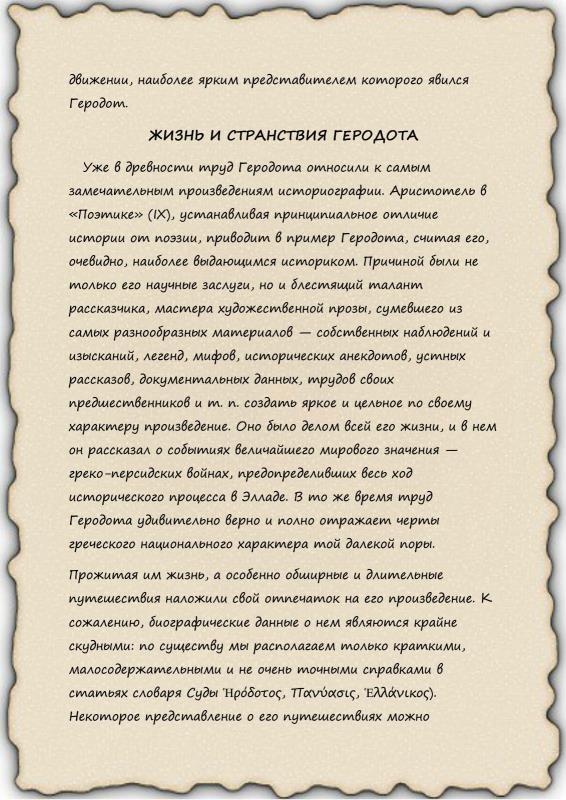 движении, наиболее ярким представителем которого явился
Геродот.
ЖИЗНЬ И СТРАНСТВИЯ ГЕРОДОТА
Уже в древности труд Геродота относили к самым
замечательным произведениям историографии. Аристотель в
«Поэтике» (IX), устанавливая принципиальное отличие
истории от поэзии, приводит в пример Геродота, считая его,
очевидно, наиболее выдающимся историком. Причиной были не
только его научные заслуги, но и блестящий талант
рассказчика, мастера художественной прозы, сумевшего из
самых разнообразных материалов — собственных наблюдений и
изысканий, легенд, мифов, исторических анекдотов, устных
рассказов, документальных данных, трудов своих
предшественников и т. п. создать яркое и цельное по своему
характеру произведение. Оно было делом всей его жизни, и в нем
он рассказал о событиях величайшего мирового значения —
греко-персидских войнах, предопределивших весь ход
исторического процесса в Элладе. В то же время труд
Геродота удивительно верно и полно отражает черты
греческого национального характера той далекой поры.
Прожитая им жизнь, а особенно обширные и длительные
путешествия наложили свой отпечаток на его произведение. К
сожалению, биографические данные о нем являются крайне
скудными: по существу мы располагаем только краткими,
малосодержательными и не очень точными справками в
статьях словаря Суды Ἡρόδοτος, Πανύασις, Ἑλλάνικος).
Некоторое представление о его путешествиях можно